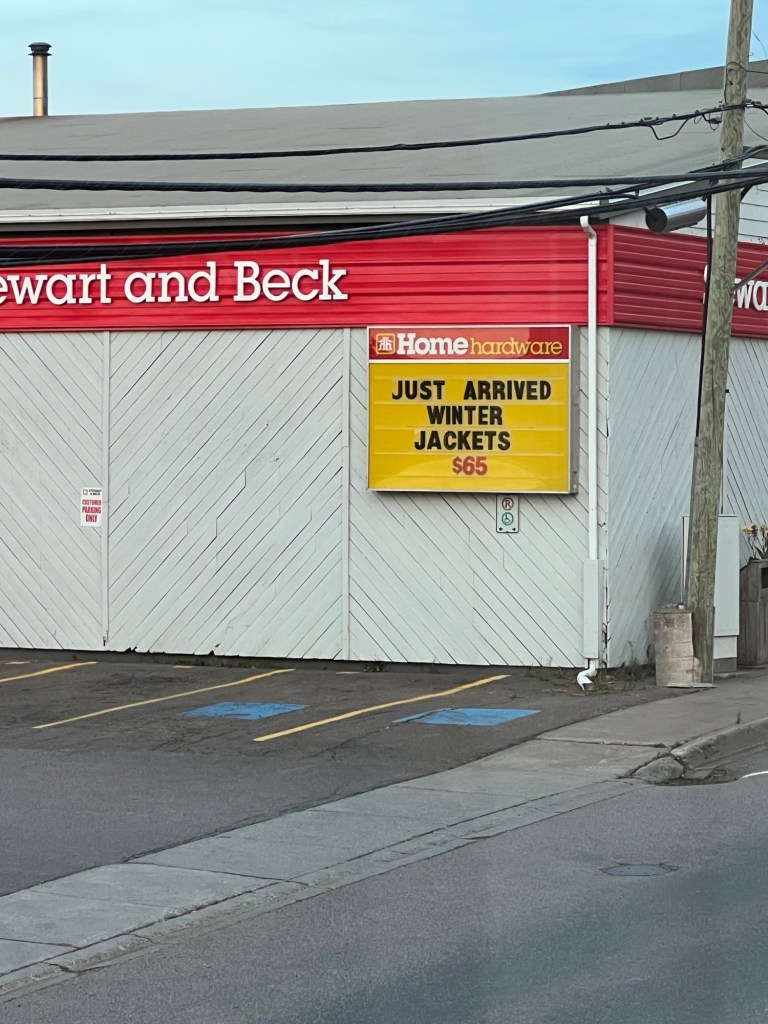 ewart and Beck
Home hardware
JUST ARRIVED
WINTER
JACKETS
$65
CUSTOMER
PARKING
ONLY